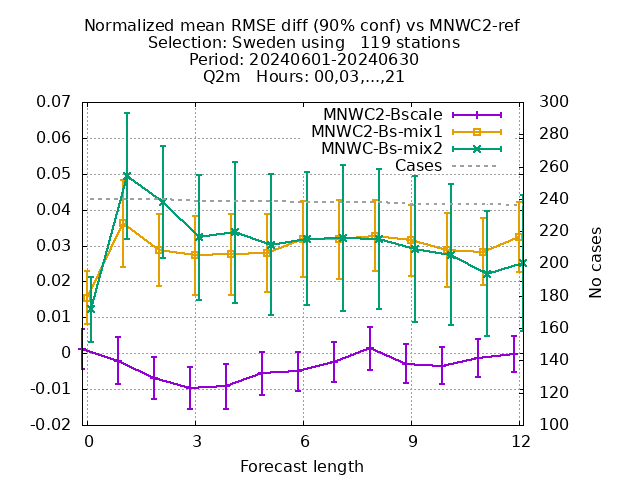 Normalized mean RMSE diff (90% conf) vs MNWC2-ref
Selection: Sweden using   119 stations
Period: 20240601-20240630
Q2m   Hours: 00,03,...,21
MNWC2-Bscale
MNWC2-Bs-mix1
MNWC-Bs-mix2
Cases
0.07
0.06
0.05
0.04
0.03
0.02
0.01
0
-0.01
-0.02
300
280
260
240
220
200
180
160
140
120
100
No cases
0 3 6 9 12
Forecast length